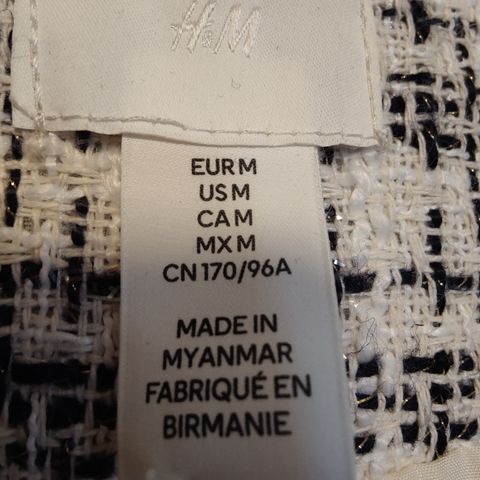 H&M
EUR M
US M
CA M
MX M
CN 170/96A
MADE IN
MYANMAR
FABRIQUÉ EN
BIRMANIE